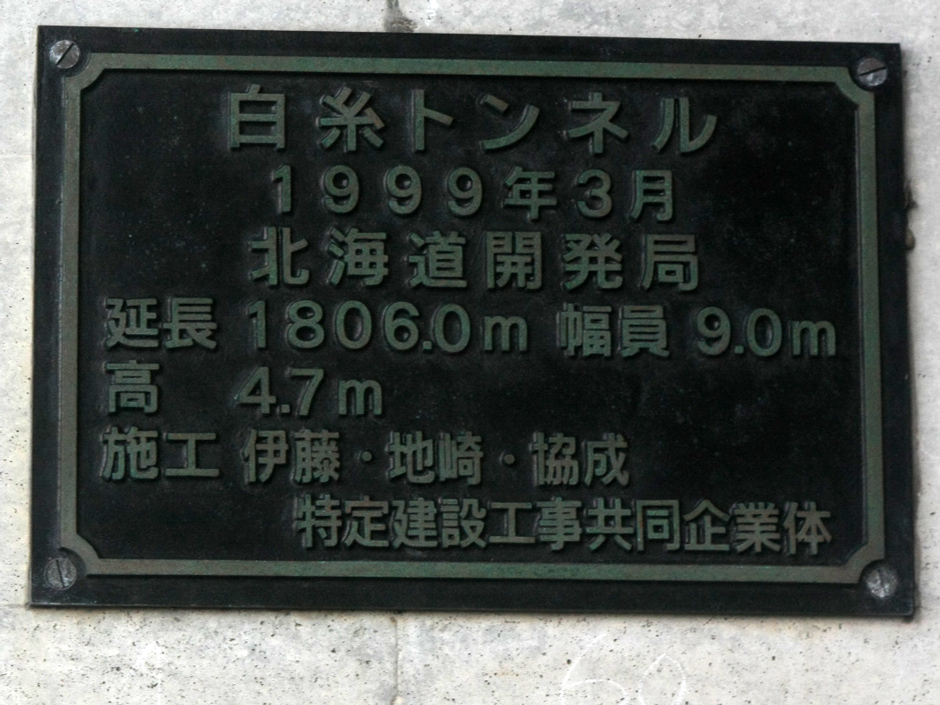 白糸トンネル
1999年3月
北海道開発局
延長 1806.0m 幅員 9.0m
高 4.7m
施工 伊藤・地崎・協成
特定建設工事共同企業体
60